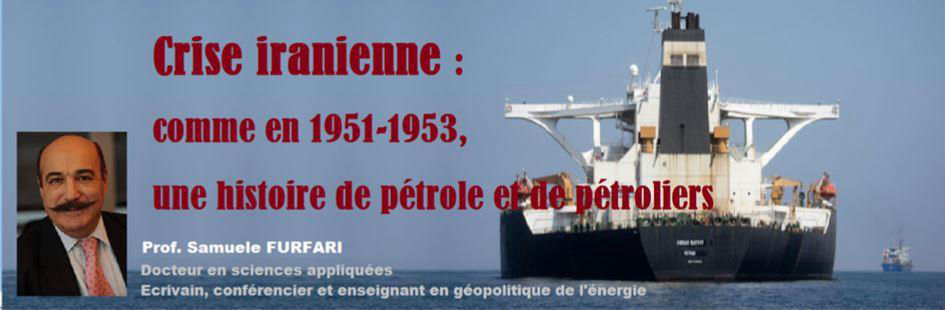 Crise iranienne :
comme en 1951-1953,
une histoire de pétrole et de pétroliers
Prof. Samuele FURFARI
Docteur en sciences appliquées
Ecrivain, conférencier et enseignant en géopolitique de l'énergie